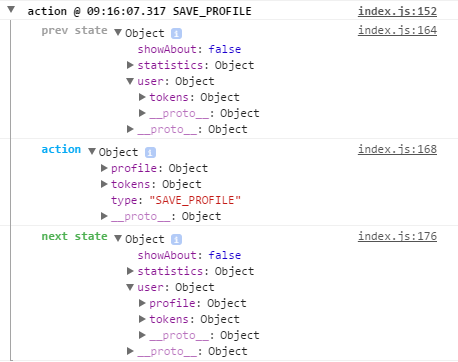 ▼ action @ 09:16:07.317 SAVE_PROFILE index.js:152
prev state ▼Object i index.js:164
showAbout: false
▶statistics: Object
▼user: Object
▶tokens: Object
▶__proto__: Object
▶__proto__: Object
action ▼Object i index.js:168
▶profile: Object
▶tokens: Object
type: "SAVE_PROFILE"
▶__proto__: Object
next state ▼Object i index.js:176
showAbout: false
▶statistics: Object
▼user: Object
▶profile: Object
▶tokens: Object
▶__proto__: Object
▶__proto__: Object